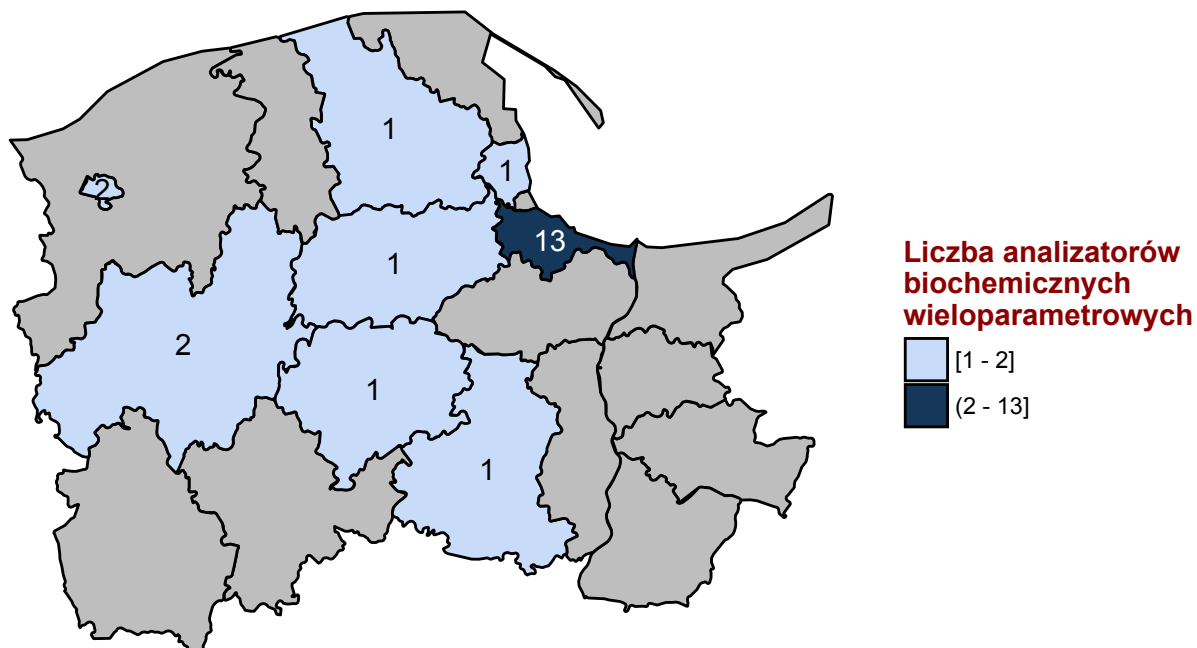 1
1
2
13
1
2
1
1
Liczba analizatorów
biochemicznych
wieloparametrowych
[1 - 2]
(2 - 13]